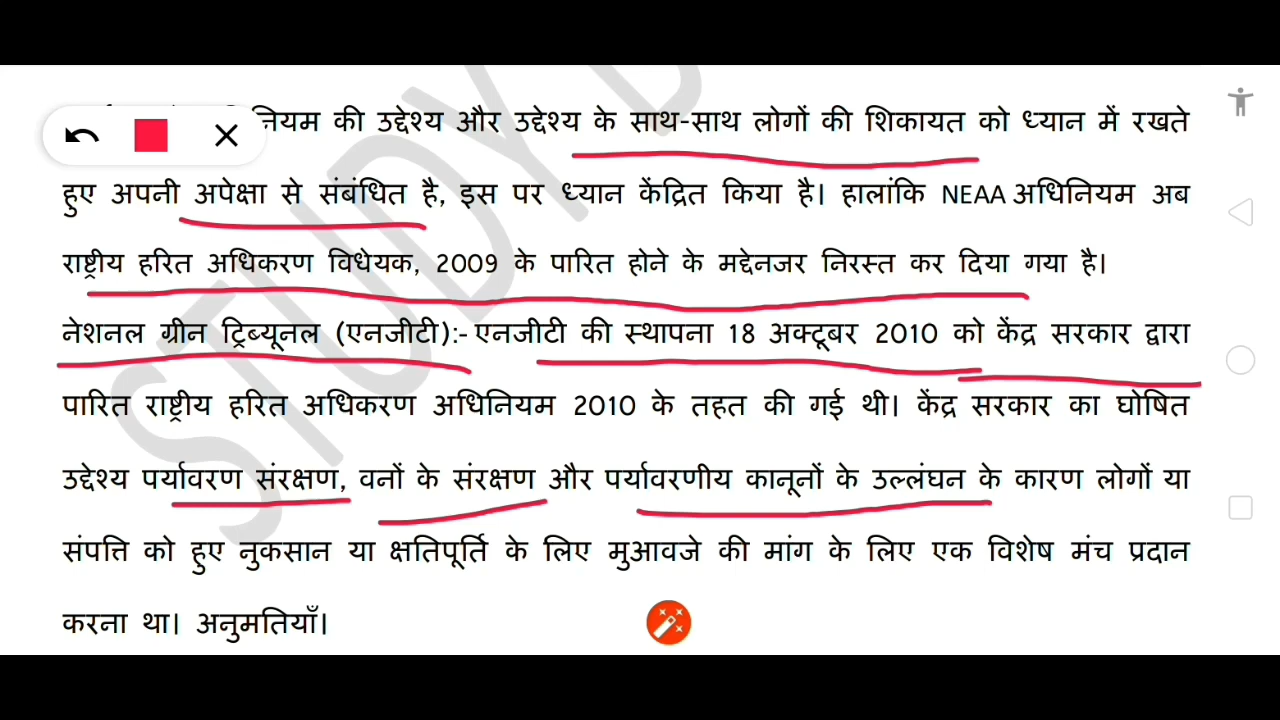 नियम की उद्देश्य और उद्देश्य के साथ-साथ लोगों की शिकायत को ध्यान में रखते
हुए अपनी अपेक्षा से संबंधित है, इस पर ध्यान केंद्रित किया है। हालांकि NEAA अधिनियम अब
राष्ट्रीय हरित अधिकरण विधेयक, 2009 के पारित होने के मद्देनजर निरस्त कर दिया गया है।
नेशनल ग्रीन ट्रिब्यूनल (एनजीटी):- एनजीटी की स्थापना 18 अक्टूबर 2010 को केंद्र सरकार द्वारा
पारित राष्ट्रीय हरित अधिकरण अधिनियम 2010 के तहत की गई थी। केंद्र सरकार का घोषित
उद्देश्य पर्यावरण संरक्षण, वनों के संरक्षण और पर्यावरणीय कानूनों के उल्लंघन के कारण लोगों या
संपत्ति को हुए नुकसान या क्षतिपूर्ति के लिए मुआवजे की मांग के लिए एक विशेष मंच प्रदान
करना था। अनुमतियाँ।
STUDY